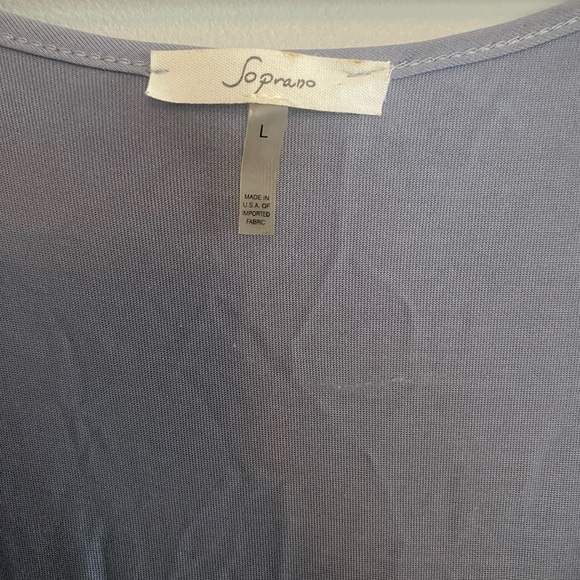 Soprano
L
MADE IN
U.S.A. OF
IMPORTED
FABRIC